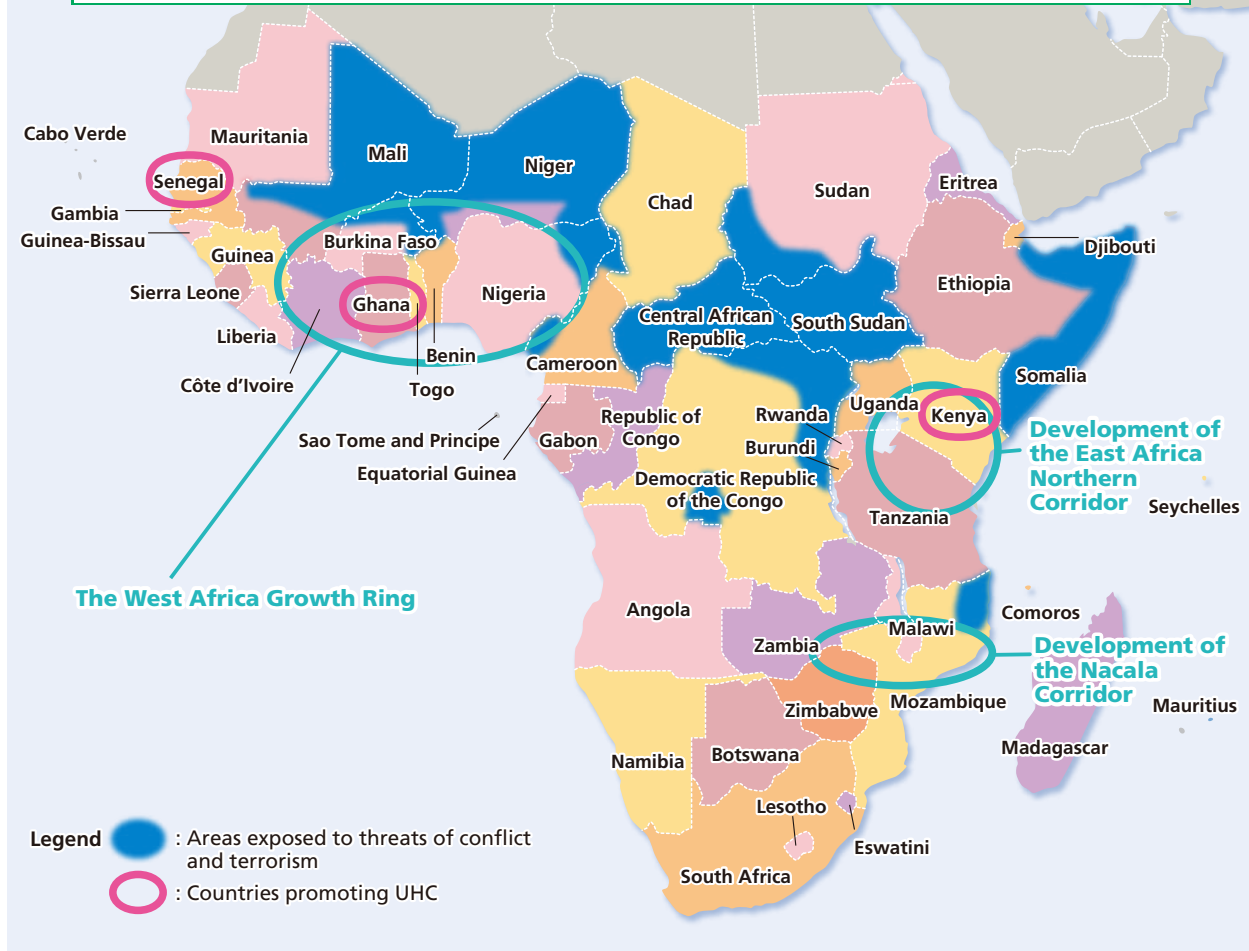 Cabo Verde
Mauritania
Mali
Niger
Chad
Sudan
Eritrea
Senegal
Gambia
Guinea-Bissau
Djibouti
Guinea
Burkina Faso
Ethiopia
Sierra Leone
Ghana
Nigeria
Liberia
Central African
Republic
South Sudan
Benin
Cameroon
Côte d'Ivoire
Togo
Somalia
Uganda
Kenya
Rwanda
Republic of
Congo
Sao Tome and Principe
Gabon
Burundi
Equatorial Guinea
Development of
the East Africa
Northern
Corridor
Democratic Republic
of the Congo
Seychelles
Tanzania
The West Africa Growth Ring
Angola
Comoros
Malawi
Zambia
Development of
the Nacala
Corridor
Mozambique
Mauritius
Zimbabwe
Madagascar
Namibia
Botswana
Lesotho
Eswatini
South Africa
Legend
: Areas exposed to threats of conflict
and terrorism
: Countries promoting UHC